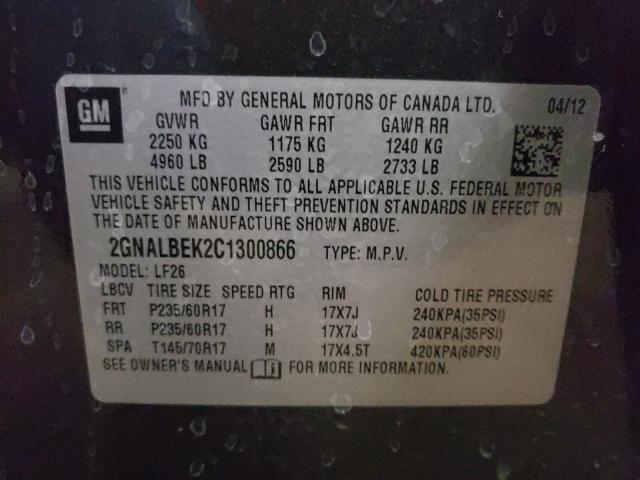 GM
MFD BY GENERAL MOTORS OF CANADA LTD. 04/12
GVWR GAWR FRT GAWR RR
2250 KG 1175 KG 1240 KG
4960 LB 2590 LB 2733 LB
THIS VEHICLE CONFORMS TO ALL APPLICABLE U.S. FEDERAL MOTOR
VEHICLE SAFETY AND THEFT PREVENTION STANDARDS IN EFFECT ON
THE DATE OF MANUFACTURE SHOWN ABOVE.
2GNALBEK2C1300866 TYPE: M.P.V.
MODEL: LF26
LBCV TIRE SIZE SPEED RTG RIM COLD TIRE PRESSURE
FRT P235/60R17 H 17X7J 240KPA(35PSI)
RR P235/60R17 H 17X7J 240KPA(35PSI)
SPA T145/70R17 M 17X4.5T 420KPA(60PSI)
SEE OWNER'S MANUAL FOR MORE INFORMATION.